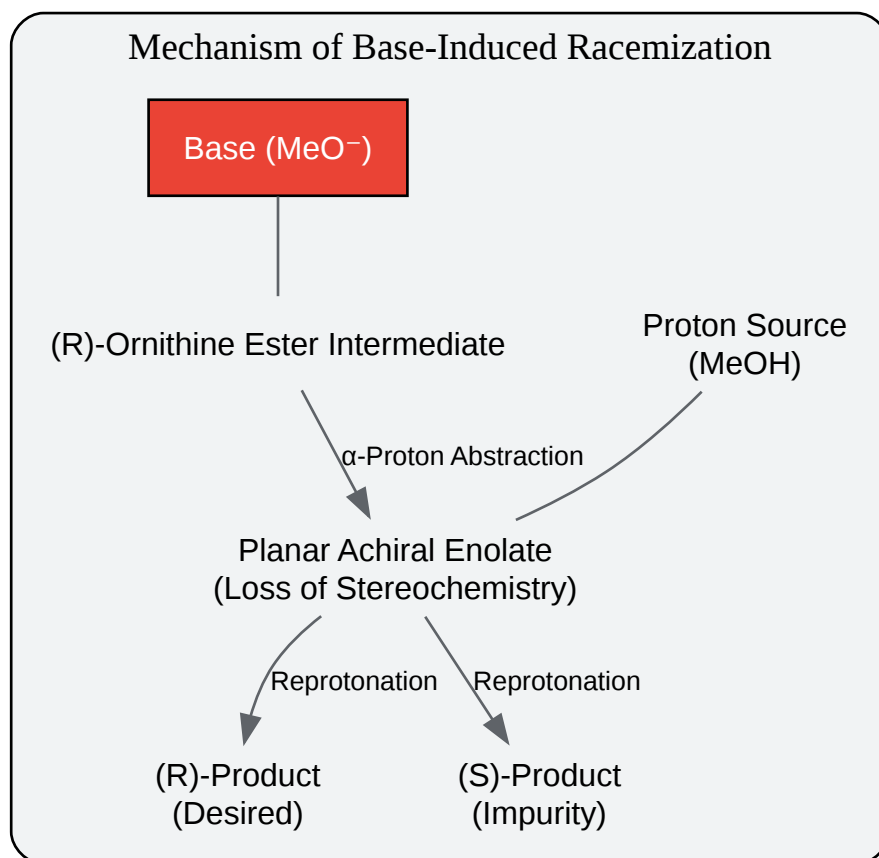 Mechanism of Base-Induced Racemization
Base (MeO⁻)
(R)-Ornithine Ester Intermediate
Proton Source
(MeOH)
α-Proton Abstraction
Planar Achiral Enolate
(Loss of Stereochemistry)
Reprotonation
Reprotonation
(R)-Product
(Desired)
(S)-Product
(Impurity)